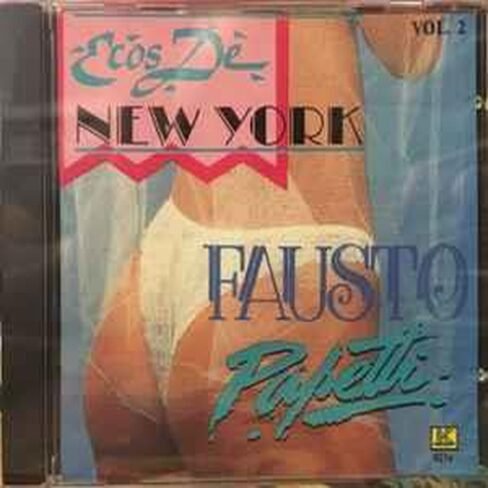 VOL. 2
Ecos De
NEW YORK
FAUSTO
Papetti